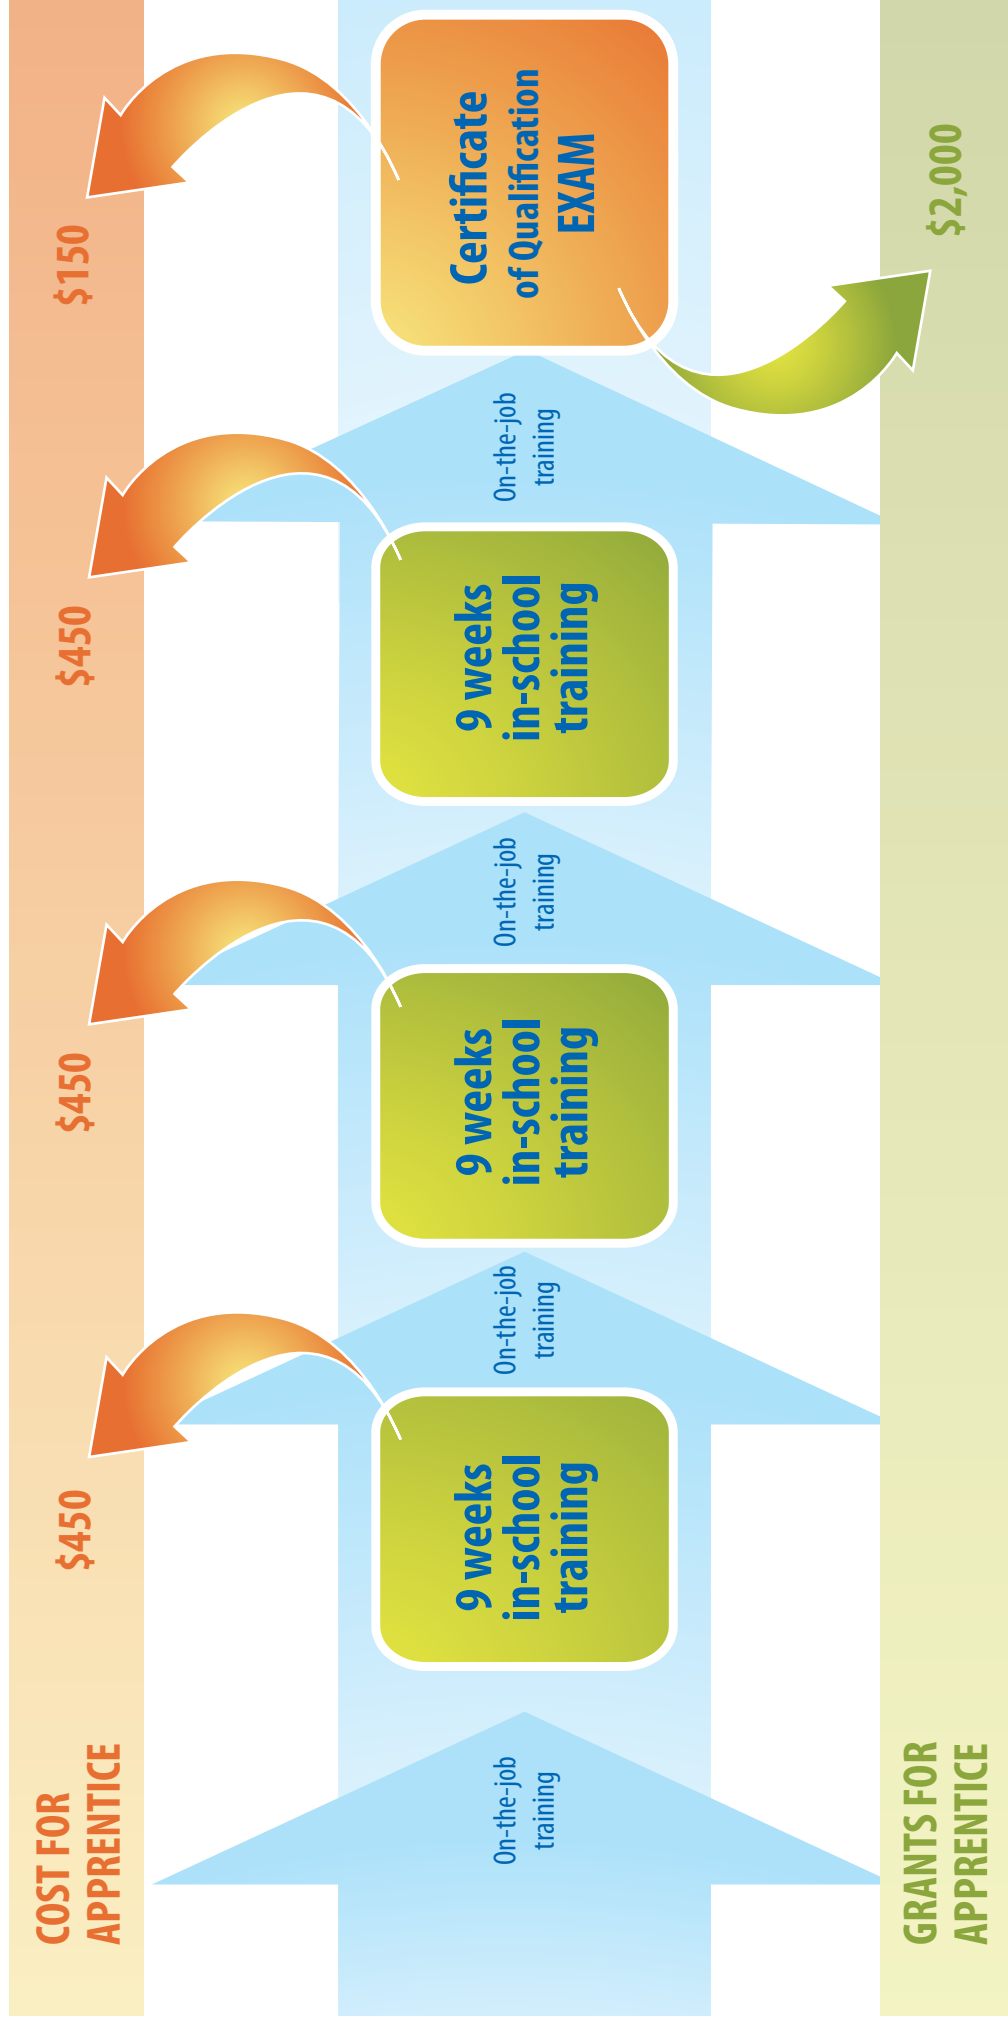 COST FOR
APPRENTICE
$450
$450
$450
$150
On-the-job
training
9 weeks
in-school
training
On-the-job
training
9 weeks
in-school
training
On-the-job
training
9 weeks
in-school
training
On-the-job
training
Certificate
of Qualification
EXAM
GRANTS FOR
APPRENTICE
$2,000